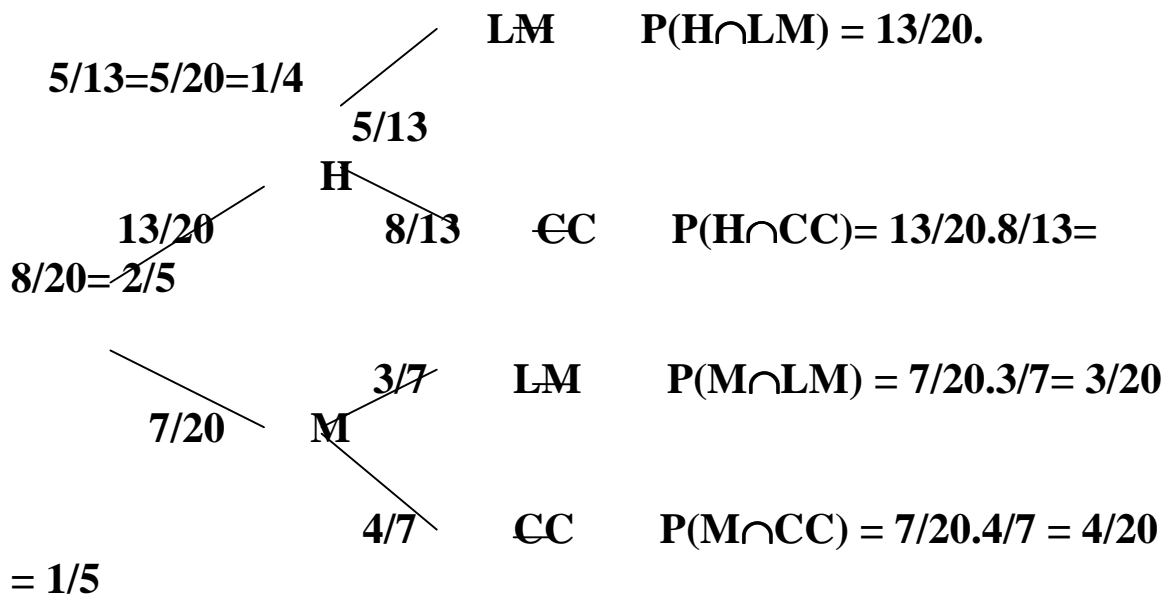 LM P(H∩LM) = 13/20.
5/13=5/20=1/4
5/13
H
13/20 8/13 CC P(H∩CC)= 13/20.8/13=
8/20= 2/5
3/7 LM P(M∩LM) = 7/20.3/7= 3/20
7/20 M
4/7 CC P(M∩CC) = 7/20.4/7 = 4/20
= 1/5